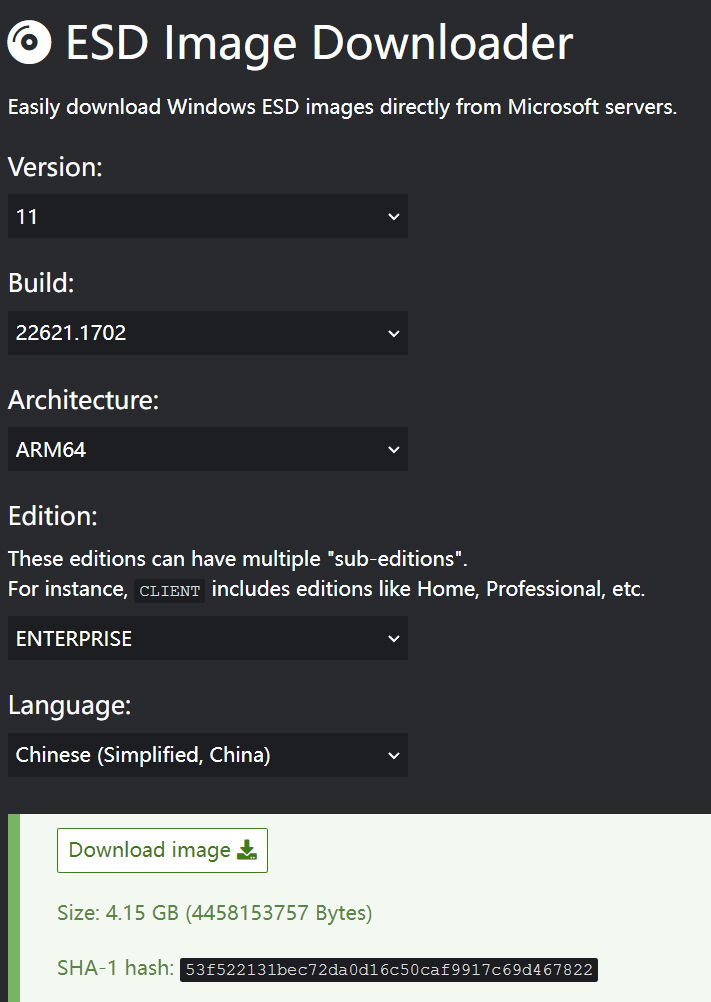 ESD Image Downloader
Easily download Windows ESD images directly from Microsoft servers.
Version:
11
Build:
22621.1702
Architecture:
ARM64
Edition:
These editions can have multiple "sub-editions".
For instance, CLIENT includes editions like Home, Professional, etc.
ENTERPRISE
Language:
Chinese (Simplified, China)
Download image
Size: 4.15 GB (4458153757 Bytes)
SHA-1 hash: 53f522131bec72da0d16c50caf9917c69d467822